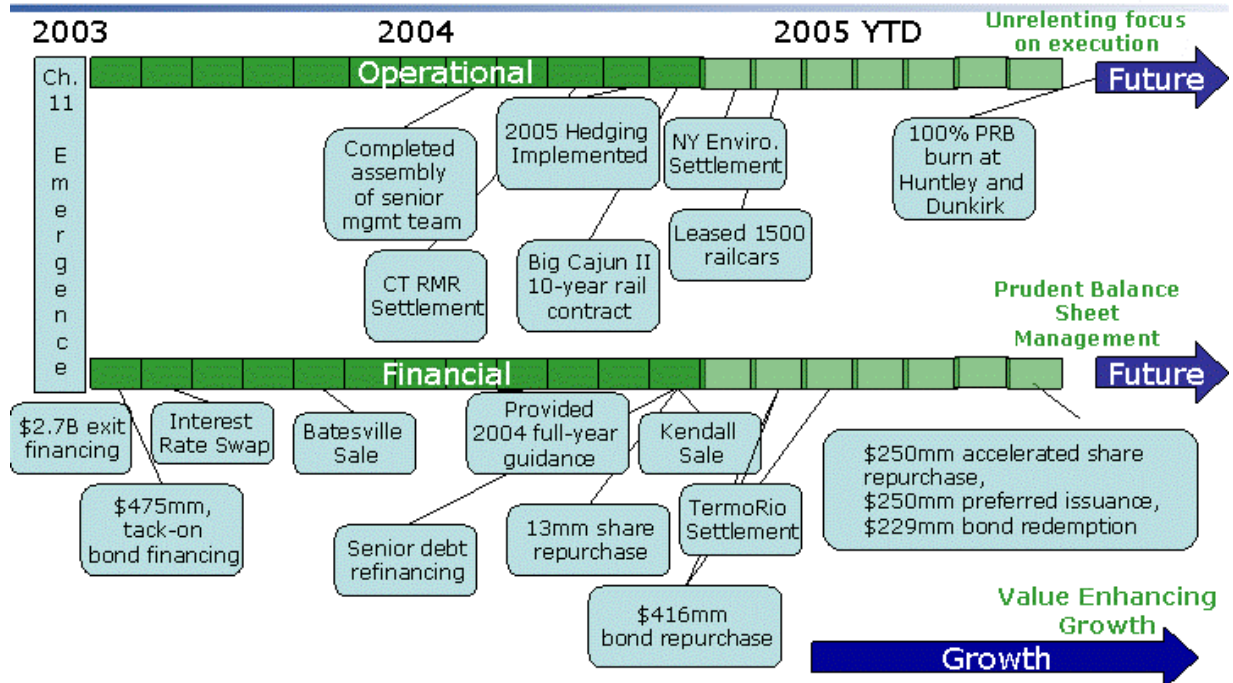 2003
2004
2005 YTD
Unrelenting focus
on execution
Ch.
11
E
m
e
r
g
e
n
c
e
Operational
Future
Completed
assembly
of senior
mgmt team
2005 Hedging
Implemented
NY Enviro.
Settlement
100% PRB
burn at
Huntley and
Dunkirk
CT RMR
Settlement
Big Cajun II
10-year rail
contract
Leased 1500
railcars
Prudent Balance
Sheet
Management
Financial
Future
$2.7B exit
financing
Interest
Rate Swap
Batesville
Sale
Provided
2004 full-year
guidance
Kendall
Sale
$250mm accelerated share
repurchase,
$250mm preferred issuance,
$229mm bond redemption
$475mm,
tack-on
bond financing
Senior debt
refinancing
13mm share
repurchase
TermoRio
Settlement
$416mm
bond repurchase
Value Enhancing
Growth
Growth